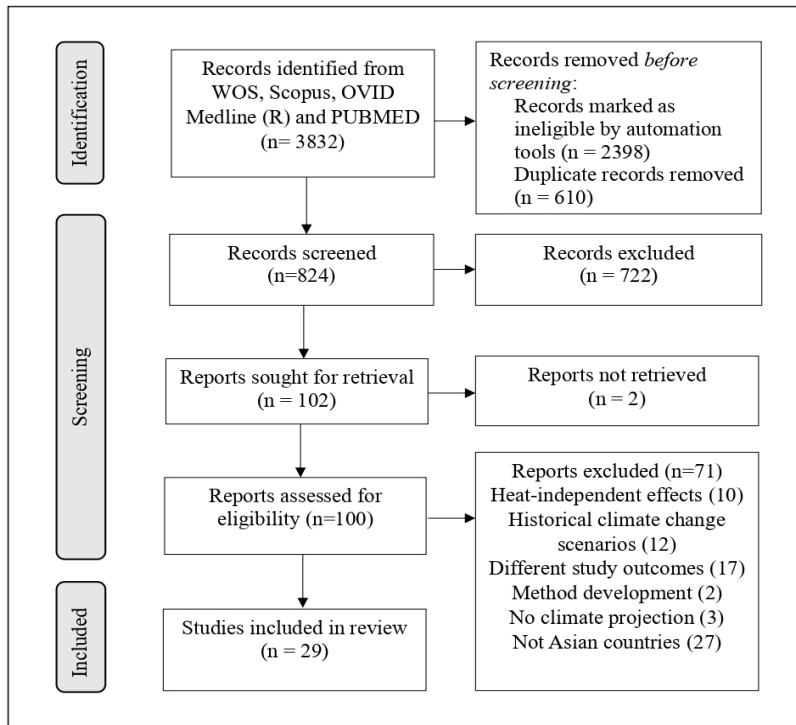 Identification
Records identified from
WOS, Scopus, OVID
Medline (R) and PUBMED
(n= 3832)
Records removed before
screening:
Records marked as
ineligible by automation
tools (n = 2398)
Duplicate records removed
(n = 610)
Screening
Records screened
(n=824)
Records excluded
(n = 722)
Reports sought for retrieval
(n = 102)
Reports not retrieved
(n = 2)
Reports assessed for
eligibility (n=100)
Reports excluded (n=71)
Heat-independent effects (10)
Historical climate change
scenarios (12)
Different study outcomes (17)
Method development (2)
No climate projection (3)
Not Asian countries (27)
Included
Studies included in review
(n = 29)